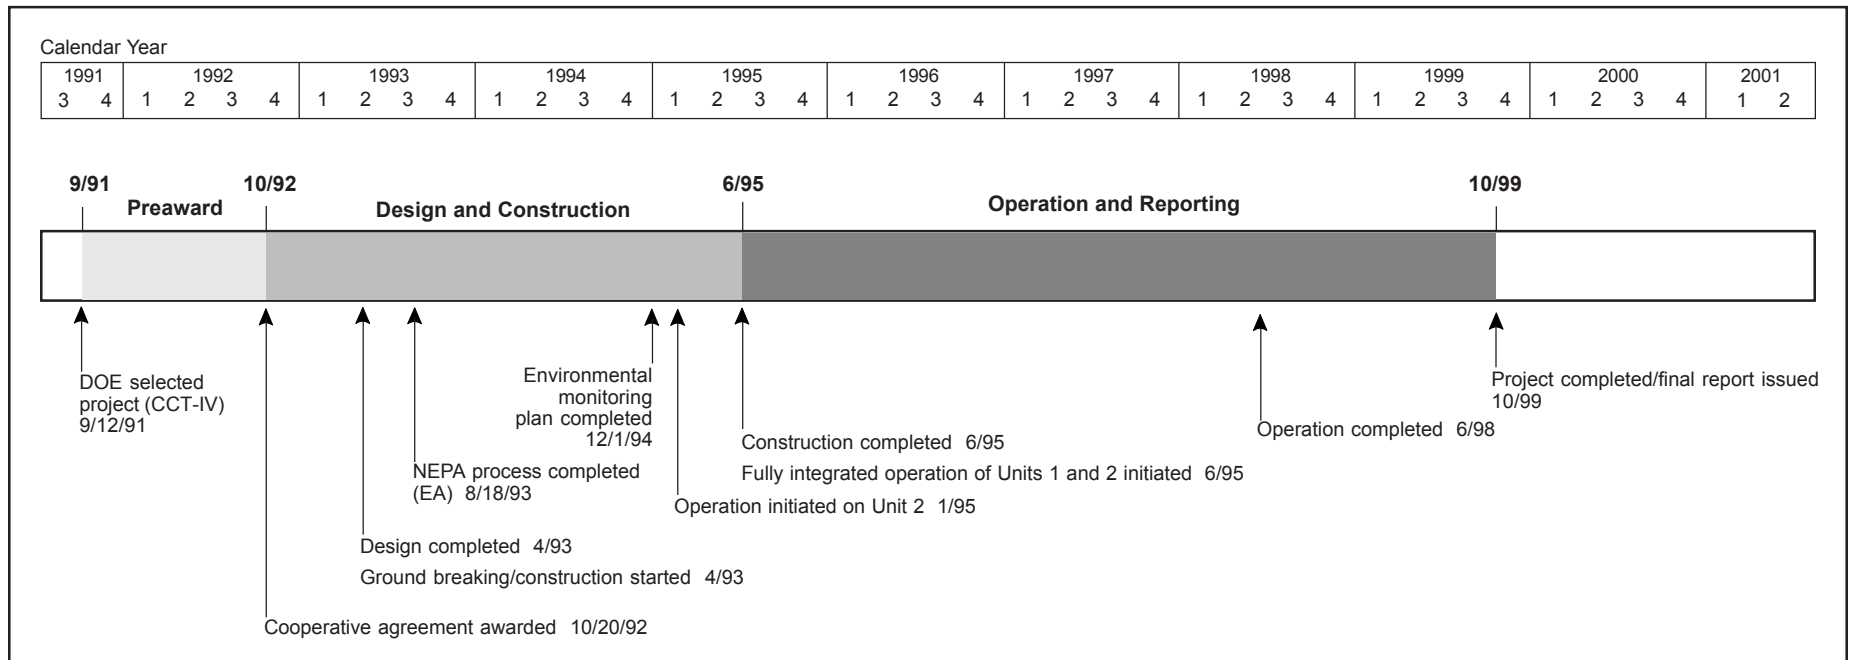 Calendar Year
1991 1992 1993 1994 1995 1996 1997 1998 1999 2000 2001
3 4 1 2 3 4 1 2 3 4 1 2 3 4 1 2 3 4 1 2 3 4 1 2 3 4 1 2 3 4 1 2 3 4 1 2 3 4 1 2
9/91 10/92 6/95 10/99
Preaward Design and Construction Operation and Reporting
DOE selected
project (CCT-IV)
9/12/91
Environmental
monitoring
plan completed
12/1/94
Project completed/final report issued
10/99
Construction completed 6/95
Operation completed 6/98
NEPA process completed
(EA) 8/18/93
Fully integrated operation of Units 1 and 2 initiated 6/95
Operation initiated on Unit 2 1/95
Design completed 4/93
Ground breaking/construction started 4/93
Cooperative agreement awarded 10/20/92